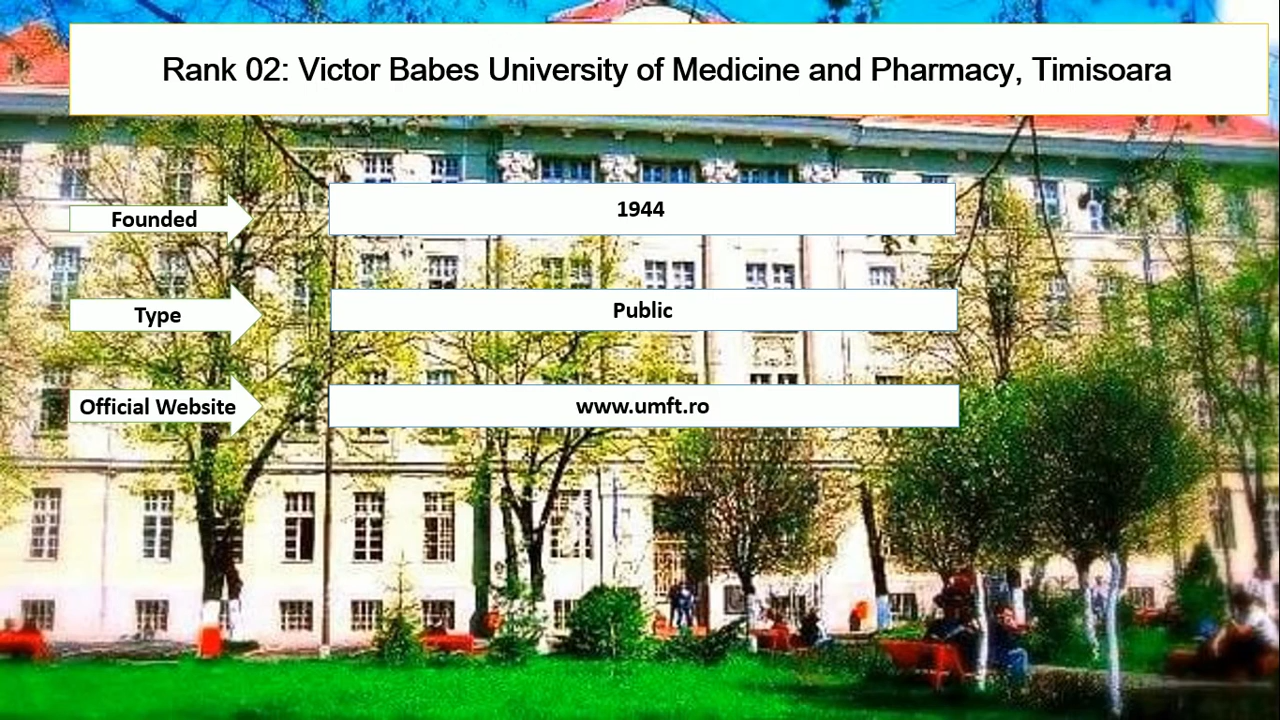 Rank 02: Victor Babes University of Medicine and Pharmacy, Timisoara
Founded
1944
Type
Public
Official Website
www.umft.ro